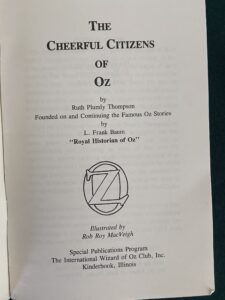 THE
CHEERFUL CITIZENS
OF
OZ
by
Ruth Plumly Thompson
Founded on and Continuing the Famous Oz Stories
by
L. Frank Baum
"Royal Historian of Oz"
OZ
Illustrated by
Rob Roy MacVeigh
Special Publications Program
The International Wizard of Oz Club, Inc.
Kinderhook, Illinois